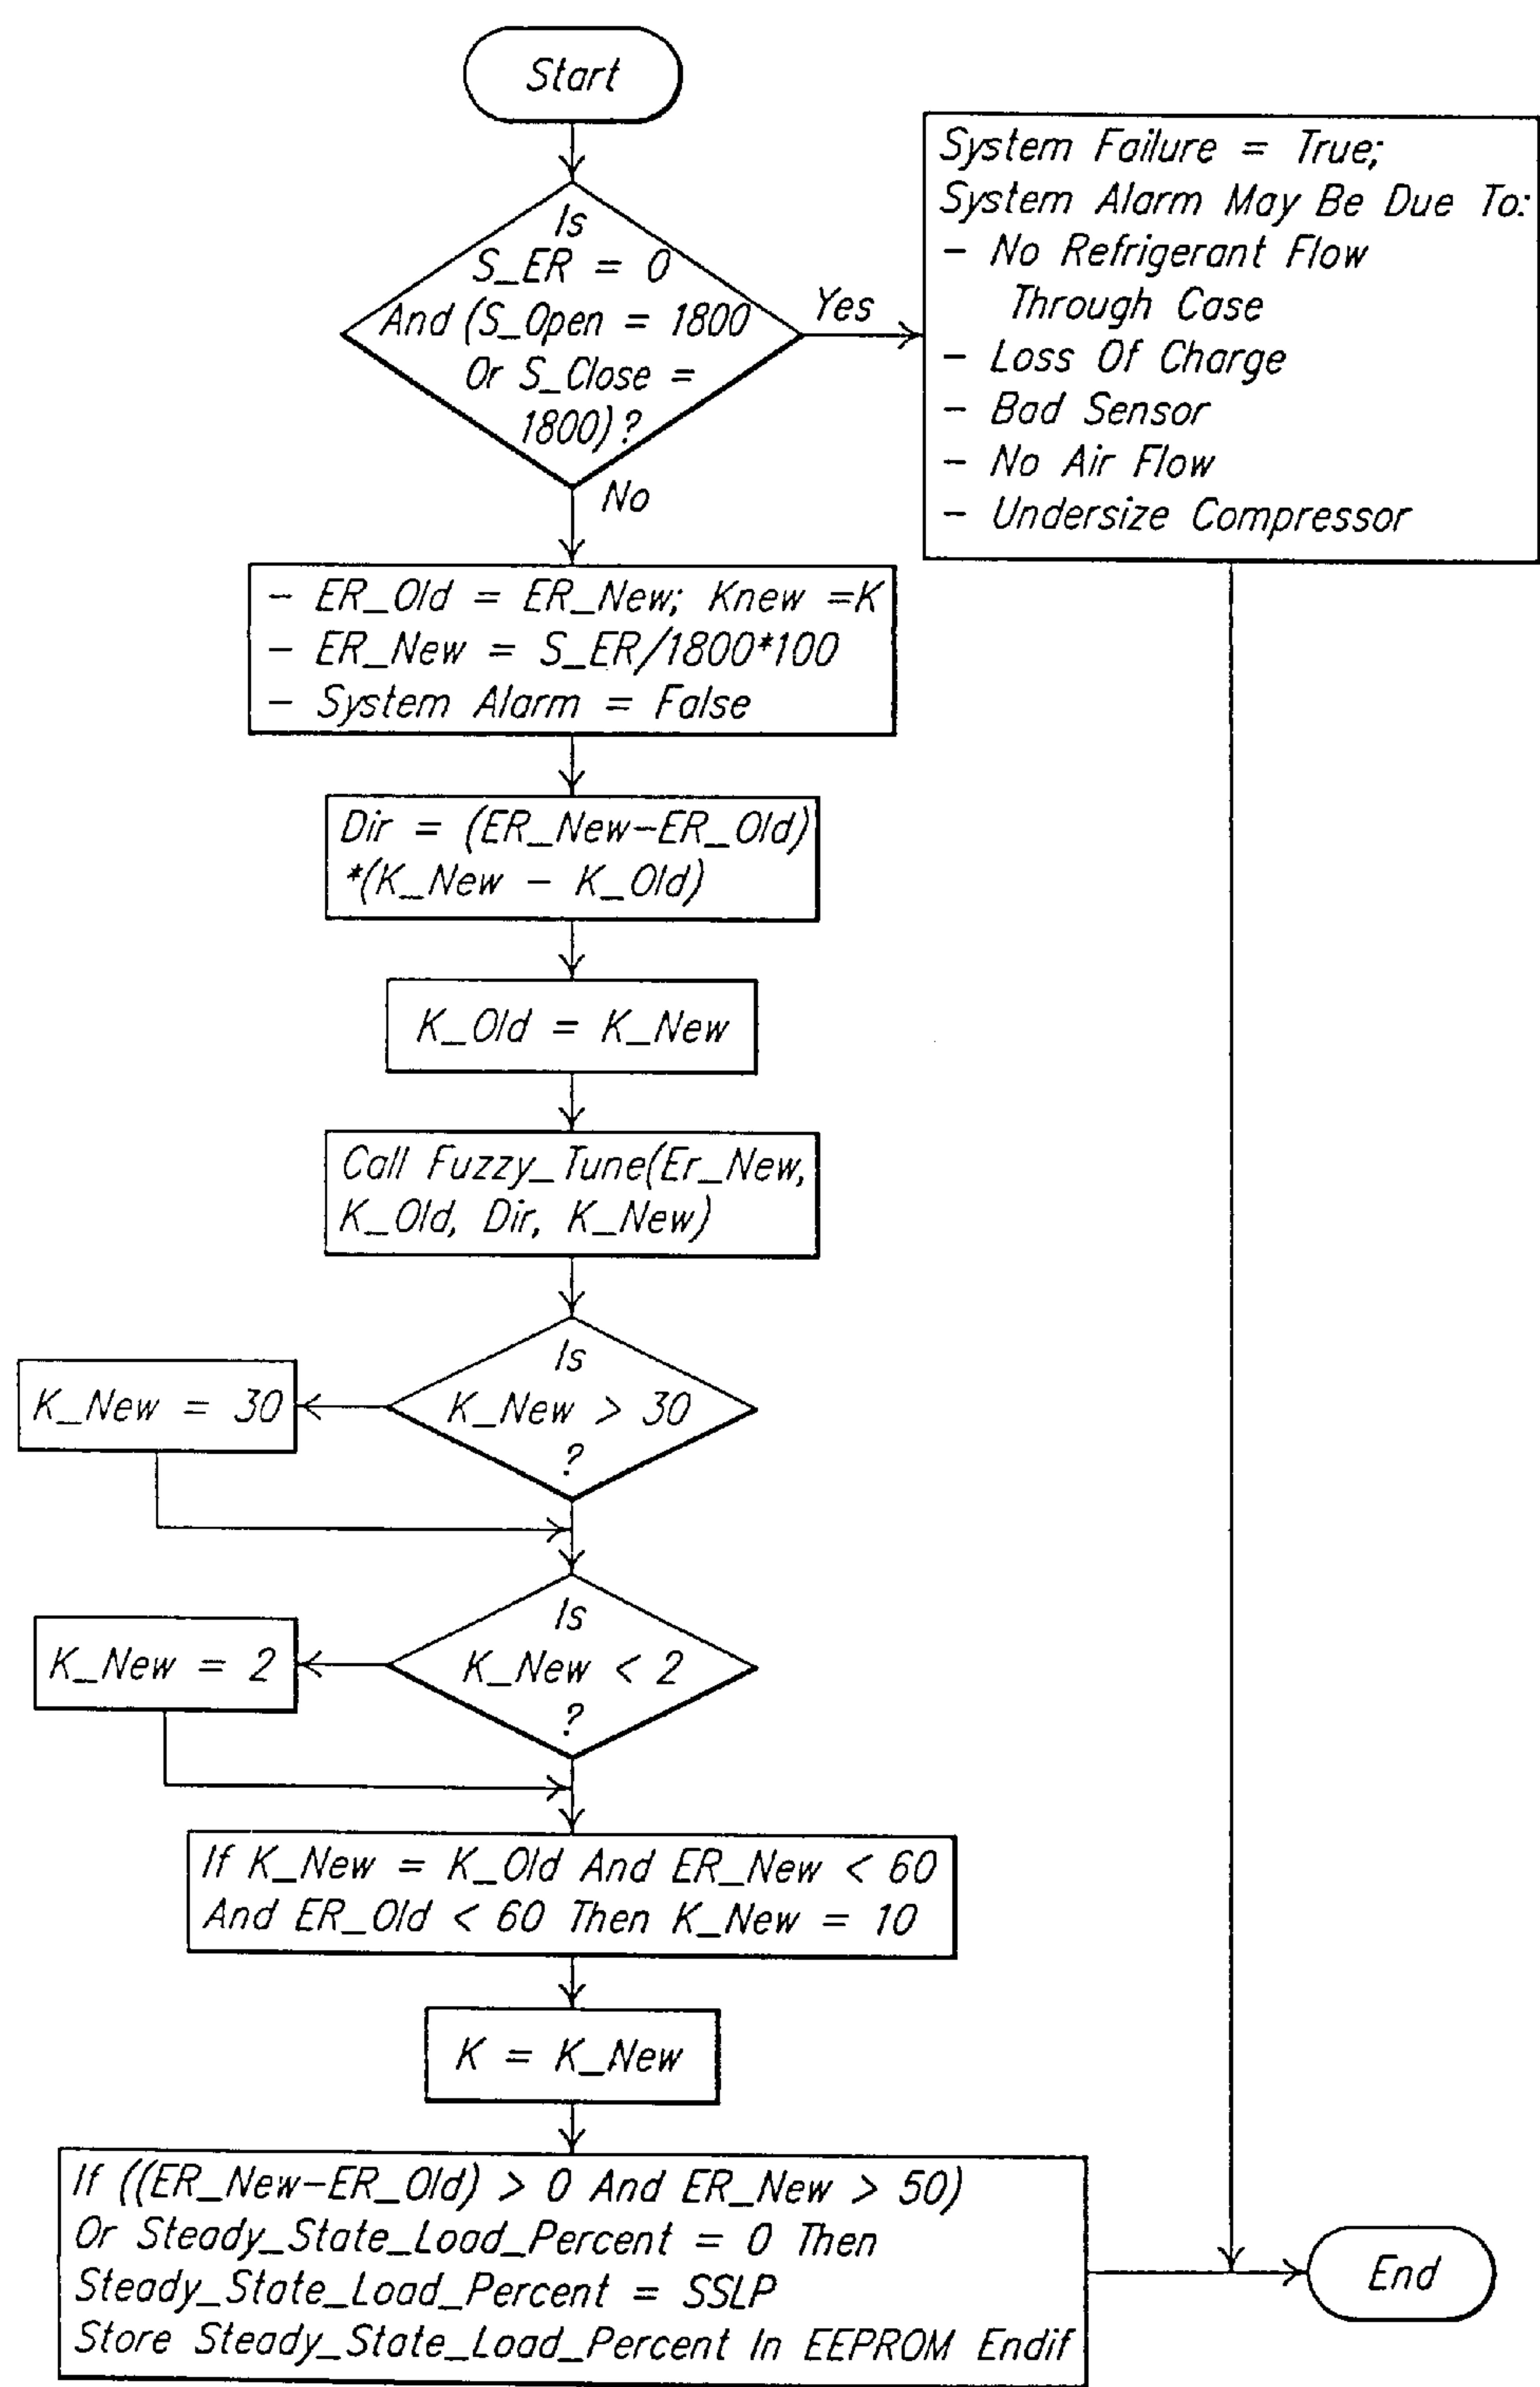 Start
Is
S_ER = 0
And (S_Open = 1800
Or S_Close =
1800)?
Yes
No
System Failure = True;
System Alarm May Be Due To:
- No Refrigerant Flow
Through Case
- Loss Of Charge
- Bad Sensor
- No Air Flow
- Undersize Compressor
- ER_Old = ER_New; Knew =K
- ER_New = S_ER/1800*100
- System Alarm = False
Dir = (ER_New-ER_Old)
*(K_New - K_Old)
K_Old = K_New
Call Fuzzy_Tune(Er_New,
K_Old, Dir, K_New)
Is
K_New > 30
?
K_New = 30
Is
K_New < 2
?
K_New = 2
If K_New = K_Old And ER_New < 60
And ER_Old < 60 Then K_New = 10
K = K_New
If ((ER_New-ER_Old) > 0 And ER_New > 50)
Or Steady_State_Load_Percent = 0 Then
Steady_State_Load_Percent = SSLP
Store Steady_State_Load_Percent In EEPROM Endif
End